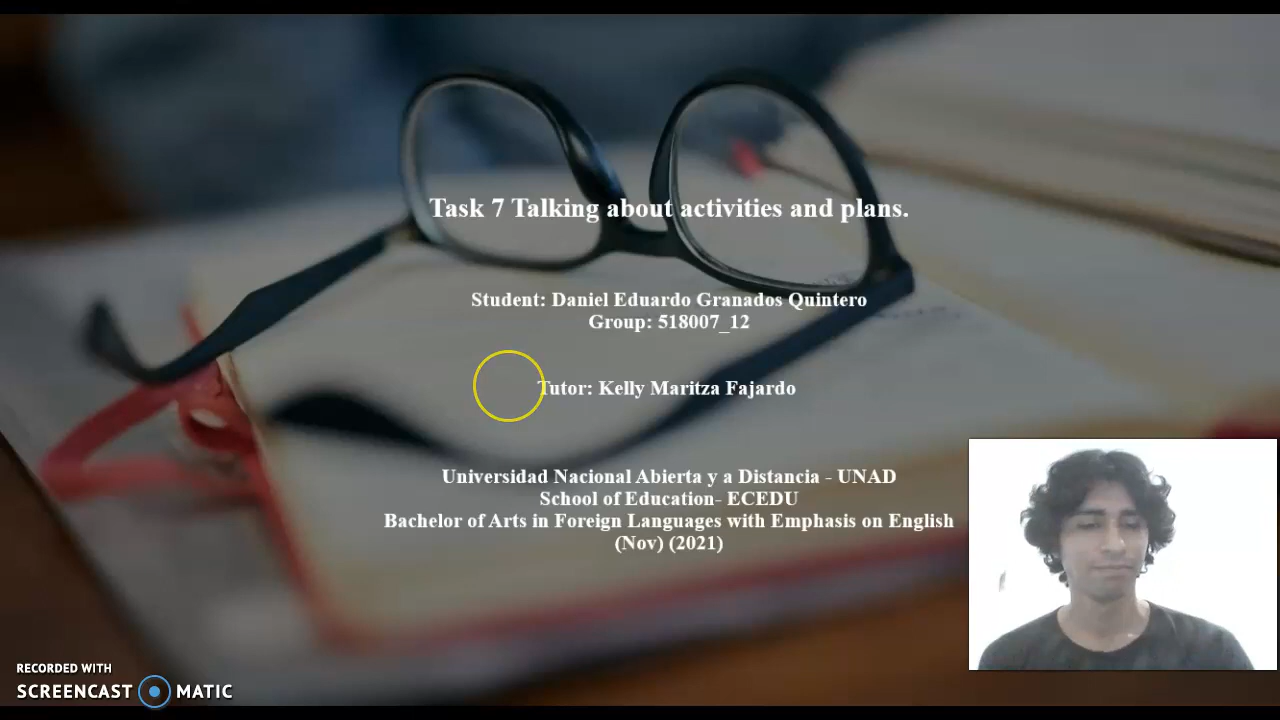 Task 7 Talking about activities and plans.
Student: Daniel Eduardo Granados Quintero
Group: 518007_12
Tutor: Kelly Maritza Fajardo
Universidad Nacional Abierta y a Distancia - UNAD
School of Education- ECEDU
Bachelor of Arts in Foreign Languages with Emphasis on English
(Nov) (2021)
RECORDED WITH
SCREENCAST MATIC